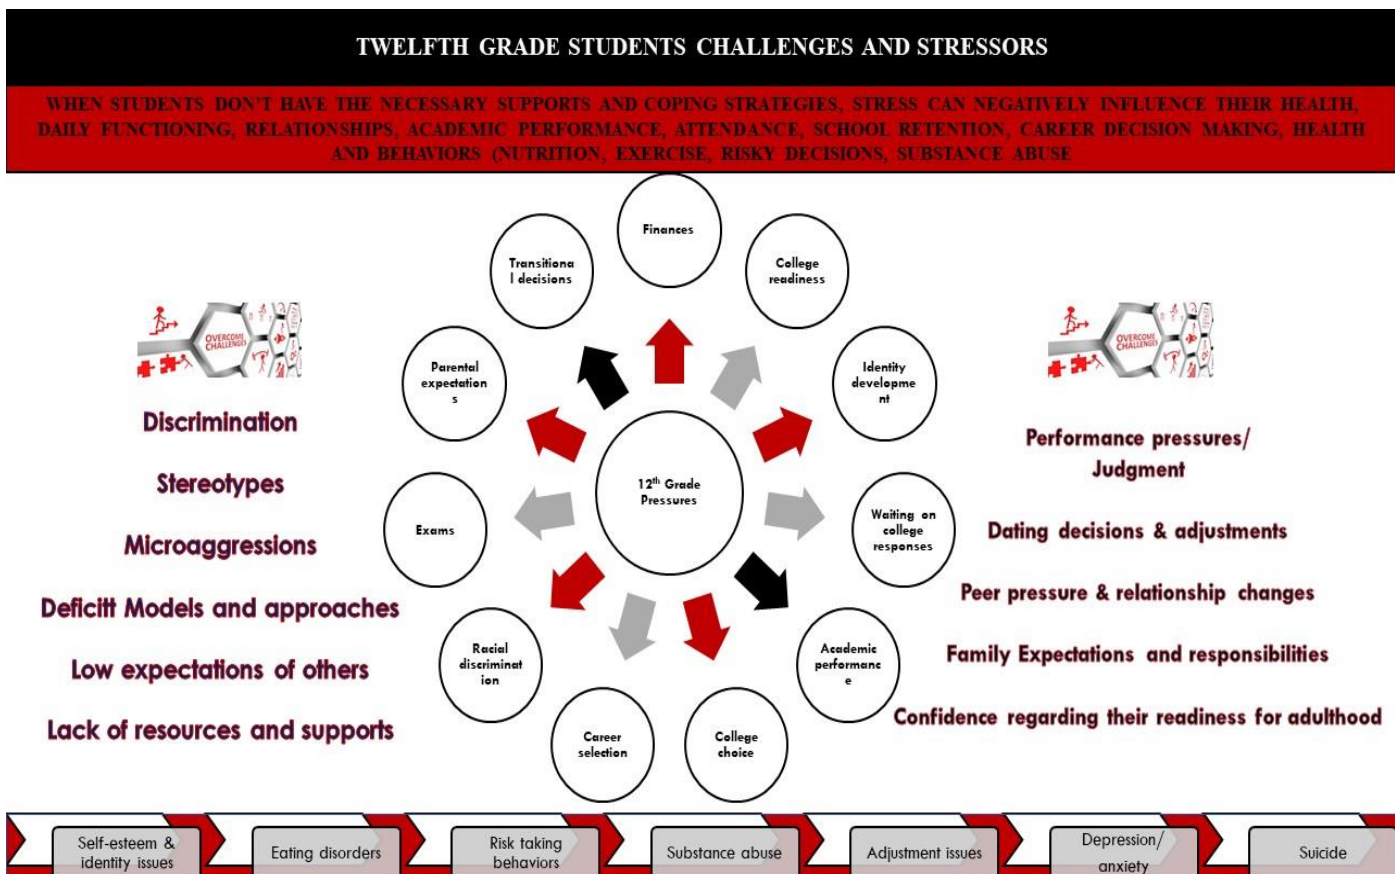 TWELFTH GRADE STUDENTS CHALLENGES AND STRESSORS
WHEN STUDENTS DON'T HAVE THE NECESSARY SUPPORTS AND COPING STRATEGIES, STRESS CAN NEGATIVELY INFLUENCE THEIR HEALTH,
DAILY FUNCTIONING, RELATIONSHIPS, ACADEMIC PERFORMANCE, ATTENDANCE, SCHOOL RETENTION, CAREER DECISION MAKING, HEALTH
AND BEHAVIORS (NUTRITION, EXERCISE, RISKY DECISIONS, SUBSTANCE ABUSE
OVERCOME
CHALLENGES
Discrimination
Stereotypes
Microaggressions
Deficitt Models and approaches
Low expectations of others
Lack of resources and supports
12th Grade
Pressures
Finances
College
readiness
Identity
developme
nt
Waiting on
college
responses
Academic
performanc
e
College
choice
Career
selection
Racial
discriminat
ion
Exams
Parental
expectation
s
Transitiona
l decisions
OVERCOME
CHALLENGES
Performance pressures/
Judgment
Dating decisions & adjustments
Peer pressure & relationship changes
Family Expectations and responsibilities
Confidence regarding their readiness for adulthood
Self-esteem &
identity issues
Eating disorders
Risk taking
behaviors
Substance abuse
Adjustment issues
Depression/
anxiety
Suicide